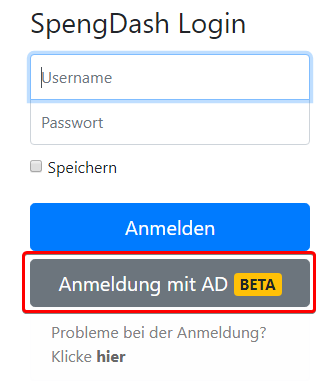 SpengDash Login
Username
Passwort
Speichern
Anmelden
Anmeldung mit AD BETA
Probleme bei der Anmeldung?
Klicke hier